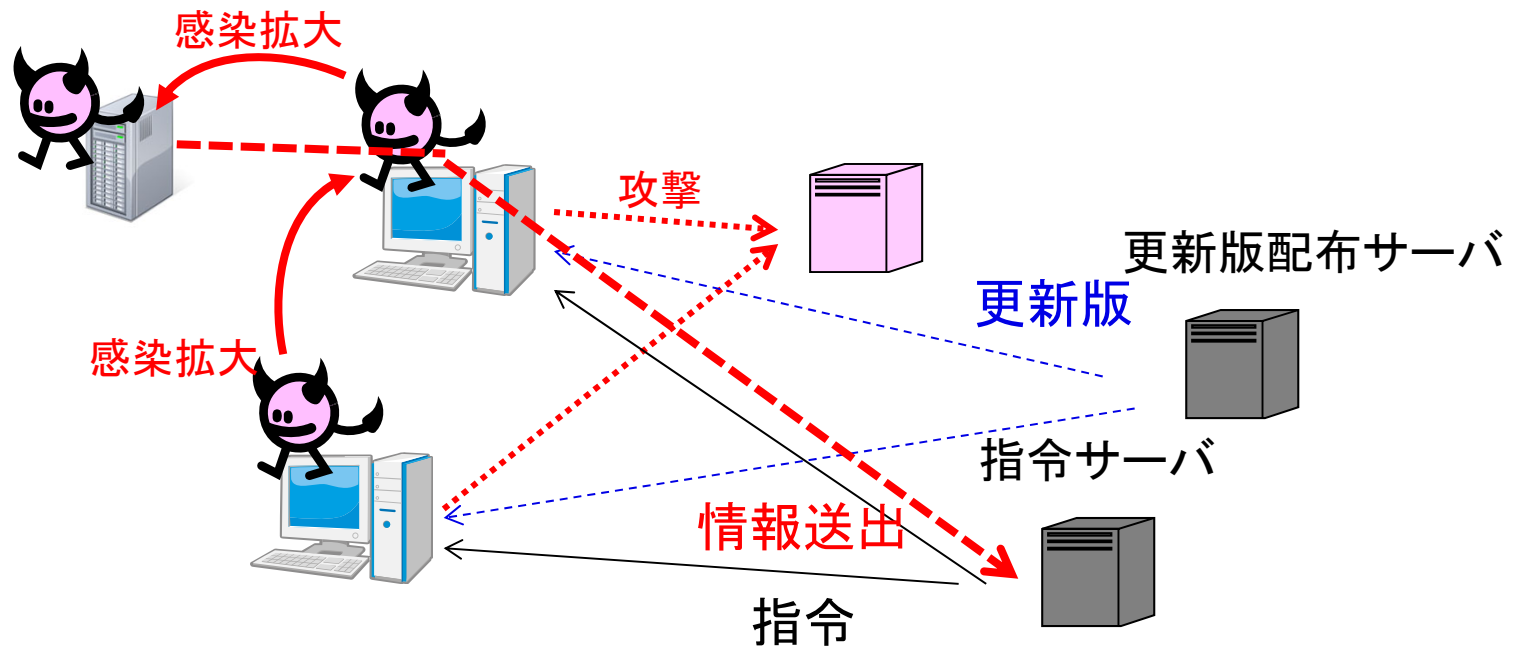 感染拡大
攻撃
更新版配布サーバ
更新版
感染拡大
指令サーバ
情報送出
指令